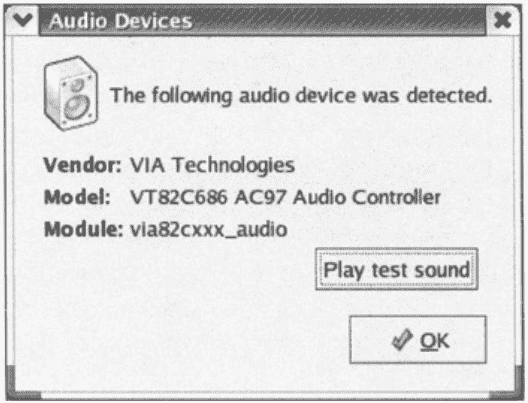 Audio Devices
The following audio device was detected.
Vendor: VIA Technologies
Model: VT82C686 AC97 Audio Controller
Module: via82cxxx_audio
Play test sound
OK